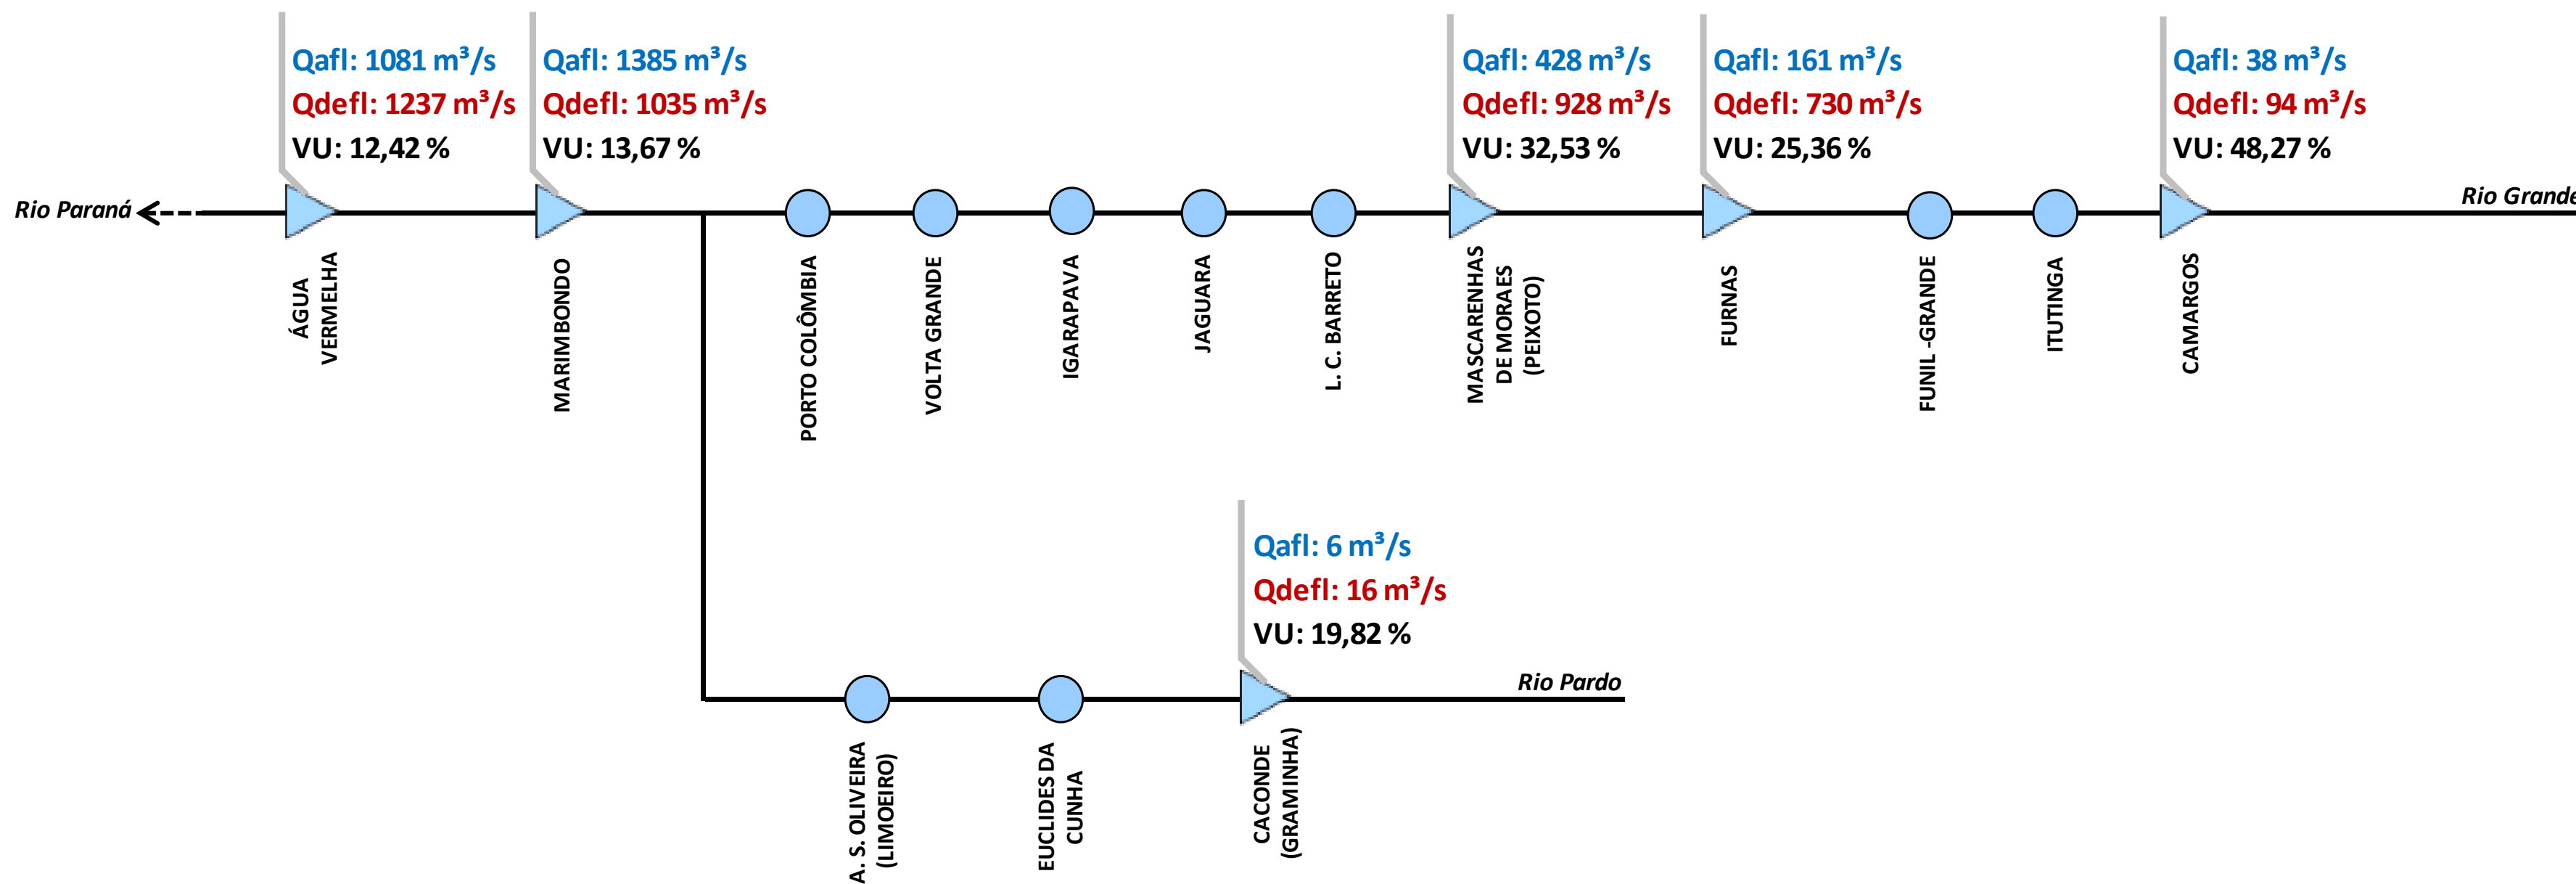 Qafl: 1081 m³/s
Qdefl: 1237 m³/s
VU: 12,42 %
Qafl: 1385 m³/s
Qdefl: 1035 m³/s
VU: 13,67 %
Qafl: 428 m³/s
Qdefl: 928 m³/s
VU: 32,53 %
Qafl: 161 m³/s
Qdefl: 730 m³/s
VU: 25,36 %
Qafl: 38 m³/s
Qdefl: 94 m³/s
VU: 48,27 %
Rio Paraná
Rio Grande
ÁGUA
VERMELHA
MARIMBONDO
PORTO COLÔMBIA
VOLTA GRANDE
IGARAPAVA
JAGUARA
L. C. BARRETO
MASCARENHAS
DE MORAES
(PEIXOTO)
FURNAS
FUNIL -GRANDE
ITUTINGA
CAMARGOS
Qafl: 6 m³/s
Qdefl: 16 m³/s
VU: 19,82 %
Rio Pardo
A. S. OLIVEIRA
(LIMOEIRO)
EUCLIDES DA
CUNHA
CACONDE
(GRAMINHA)